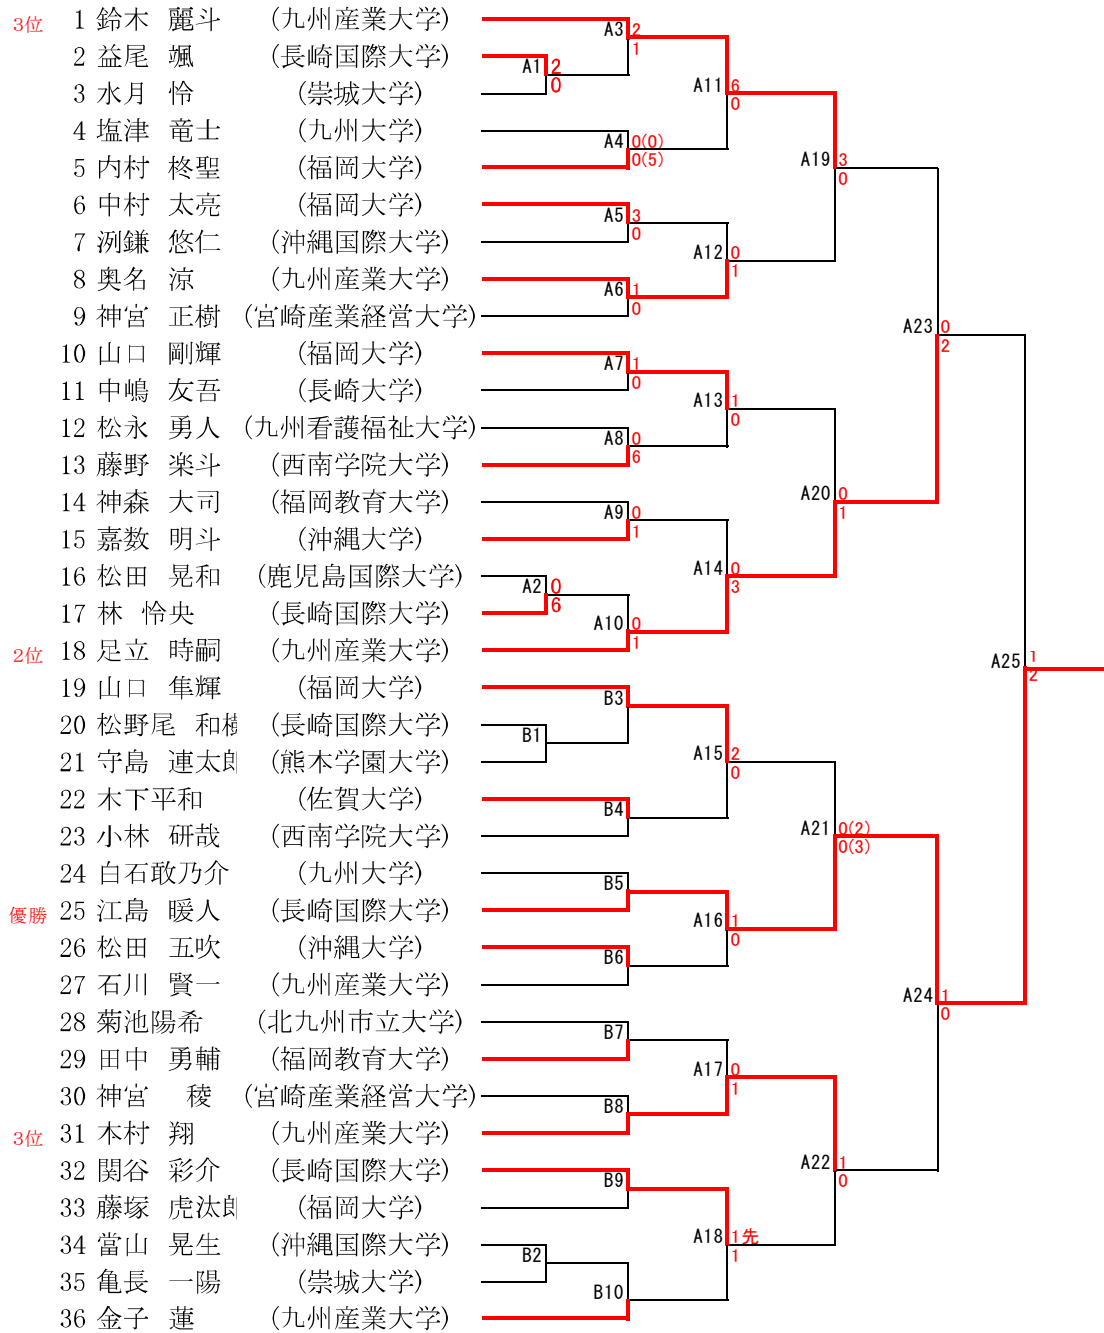 3位 1 鈴木 麗斗 (九州産業大学)
2 益尾 颯 (長崎国際大学)
3 水月 怜 (崇城大学)
4 塩津 竜士 (九州大学)
5 内村 柊聖 (福岡大学)
6 中村 太亮 (福岡大学)
7 洌鎌 悠仁 (沖縄国際大学)
8 奥名 涼 (九州産業大学)
9 神宮 正樹 (宮崎産業経営大学)
10 山口 剛輝 (福岡大学)
11 中嶋 友吾 (長崎大学)
12 松永 勇人 (九州看護福祉大学)
13 藤野 楽斗 (西南学院大学)
14 神森 大司 (福岡教育大学)
15 嘉数 明斗 (沖縄大学)
16 松田 晃和 (鹿児島国際大学)
17 林 怜央 (長崎国際大学)
2位 18 足立 時嗣 (九州産業大学)
19 山口 隼輝 (福岡大学)
20 松野尾 和樹 (長崎国際大学)
21 守島 連太郎 (熊本学園大学)
22 木下平和 (佐賀大学)
23 小林 研哉 (西南学院大学)
24 白石敢乃介 (九州大学)
優勝 25 江島 暖人 (長崎国際大学)
26 松田 五吹 (沖縄大学)
27 石川 賢一 (九州産業大学)
28 菊池陽希 (北九州市立大学)
29 田中 勇輔 (福岡教育大学)
30 神宮 稜 (宮崎産業経営大学)
3位 31 木村 翔 (九州産業大学)
32 関谷 彩介 (長崎国際大学)
33 藤塚 虎汰郎 (福岡大学)
34 當山 晃生 (沖縄国際大学)
35 亀長 一陽 (崇城大学)
36 金子 蓮 (九州産業大学)
A1 2 0
A2 0 6
B1
B2
A3 2 1
A4 0(0) 0(5)
A5 3 0
A6 1 0
A7 1 0
A8 0 6
A9 0 1
A10 0 1
B3
B4
B5
B6
B7
B8
B9
B10
A11 6 0
A12 0 1
A13 1 0
A14 0 3
A15 2 0
A16 1 0
A17 0 1
A18 1先 1
A19 3 0
A20 0 1
A21 0(2) 0(3)
A22 1 0
A23 0 2
A24 1 0
A25 1 2